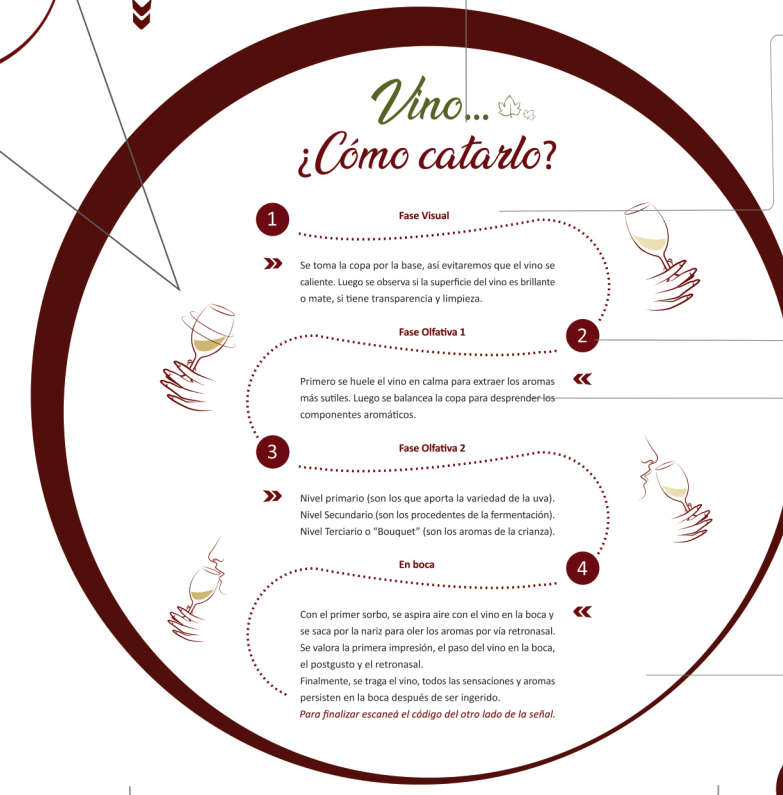 Vino...
¿Cómo catarlo?
1
Fase Visual
Se toma la copa por la base, así evitaremos que el vino se
caliente. Luego se observa si la superficie del vino es brillante
o mate, si tiene transparencia y limpieza.
Fase Olfativa 1
2
Primero se huele el vino en calma para extraer los aromas
más sutiles. Luego se balancea la copa para desprender los
componentes aromáticos.
3
Fase Olfativa 2
Nivel primario (son los que aporta la variedad de la uva).
Nivel Secundario (son los procedentes de la fermentación).
Nivel Terciario o “Bouquet” (son los aromas de la crianza).
En boca
4
Con el primer sorbo, se aspira aire con el vino en la boca y
se saca por la nariz para oler los aromas por vía retronasal.
Se valora la primera impresión, el paso del vino en la boca,
el postgusto y el retronasal.
Finalmente, se traga el vino, todos las sensaciones y aromas
persisten en la boca después de ser ingerido.
Para finalizar escaneá el código del otro lado de la señal.